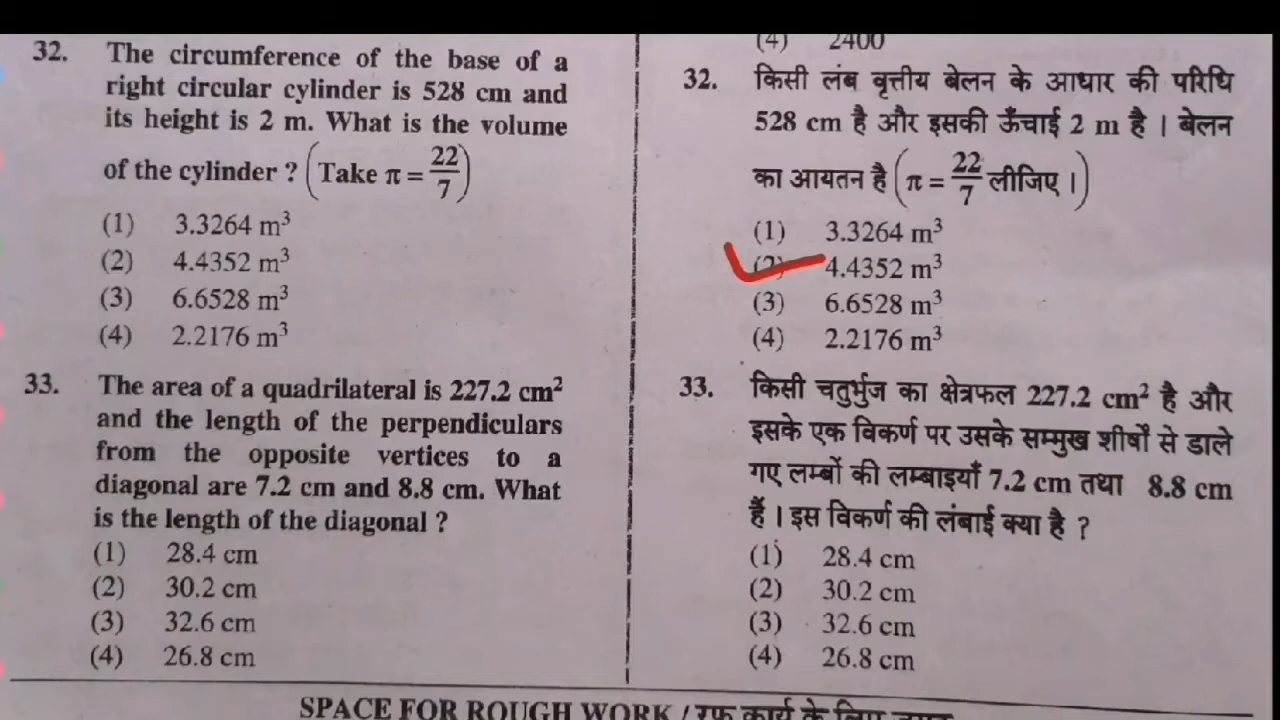 32. The circumference of the base of a
right circular cylinder is 528 cm and
its height is 2 m. What is the volume
of the cylinder ? (Take π = 22/7)
(1) 3.3264 m³
(2) 4.4352 m³
(3) 6.6528 m³
(4) 2.2176 m³
33. The area of a quadrilateral is 227.2 cm²
and the length of the perpendiculars
from the opposite vertices to a
diagonal are 7.2 cm and 8.8 cm. What
is the length of the diagonal ?
(1) 28.4 cm
(2) 30.2 cm
(3) 32.6 cm
(4) 26.8 cm
(4) 2400
32. किसी लंब वृत्तीय बेलन के आधार की परिधि
528 cm है और इसकी ऊँचाई 2 m है । बेलन
का आयतन है (π = 22/7 लीजिए ।)
(1) 3.3264 m³
(2) 4.4352 m³
(3) 6.6528 m³
(4) 2.2176 m³
33. किसी चतुर्भुज का क्षेत्रफल 227.2 cm² है और
इसके एक विकर्ण पर उसके सम्मुख शीर्षों से डाले
गए लम्बों की लम्बाइयाँ 7.2 cm तथा 8.8 cm
हैं । इस विकर्ण की लंबाई क्या है ?
(1) 28.4 cm
(2) 30.2 cm
(3) 32.6 cm
(4) 26.8 cm
SPACE FOR ROUGH WORK / रफ़ कार्य के लिए जगह